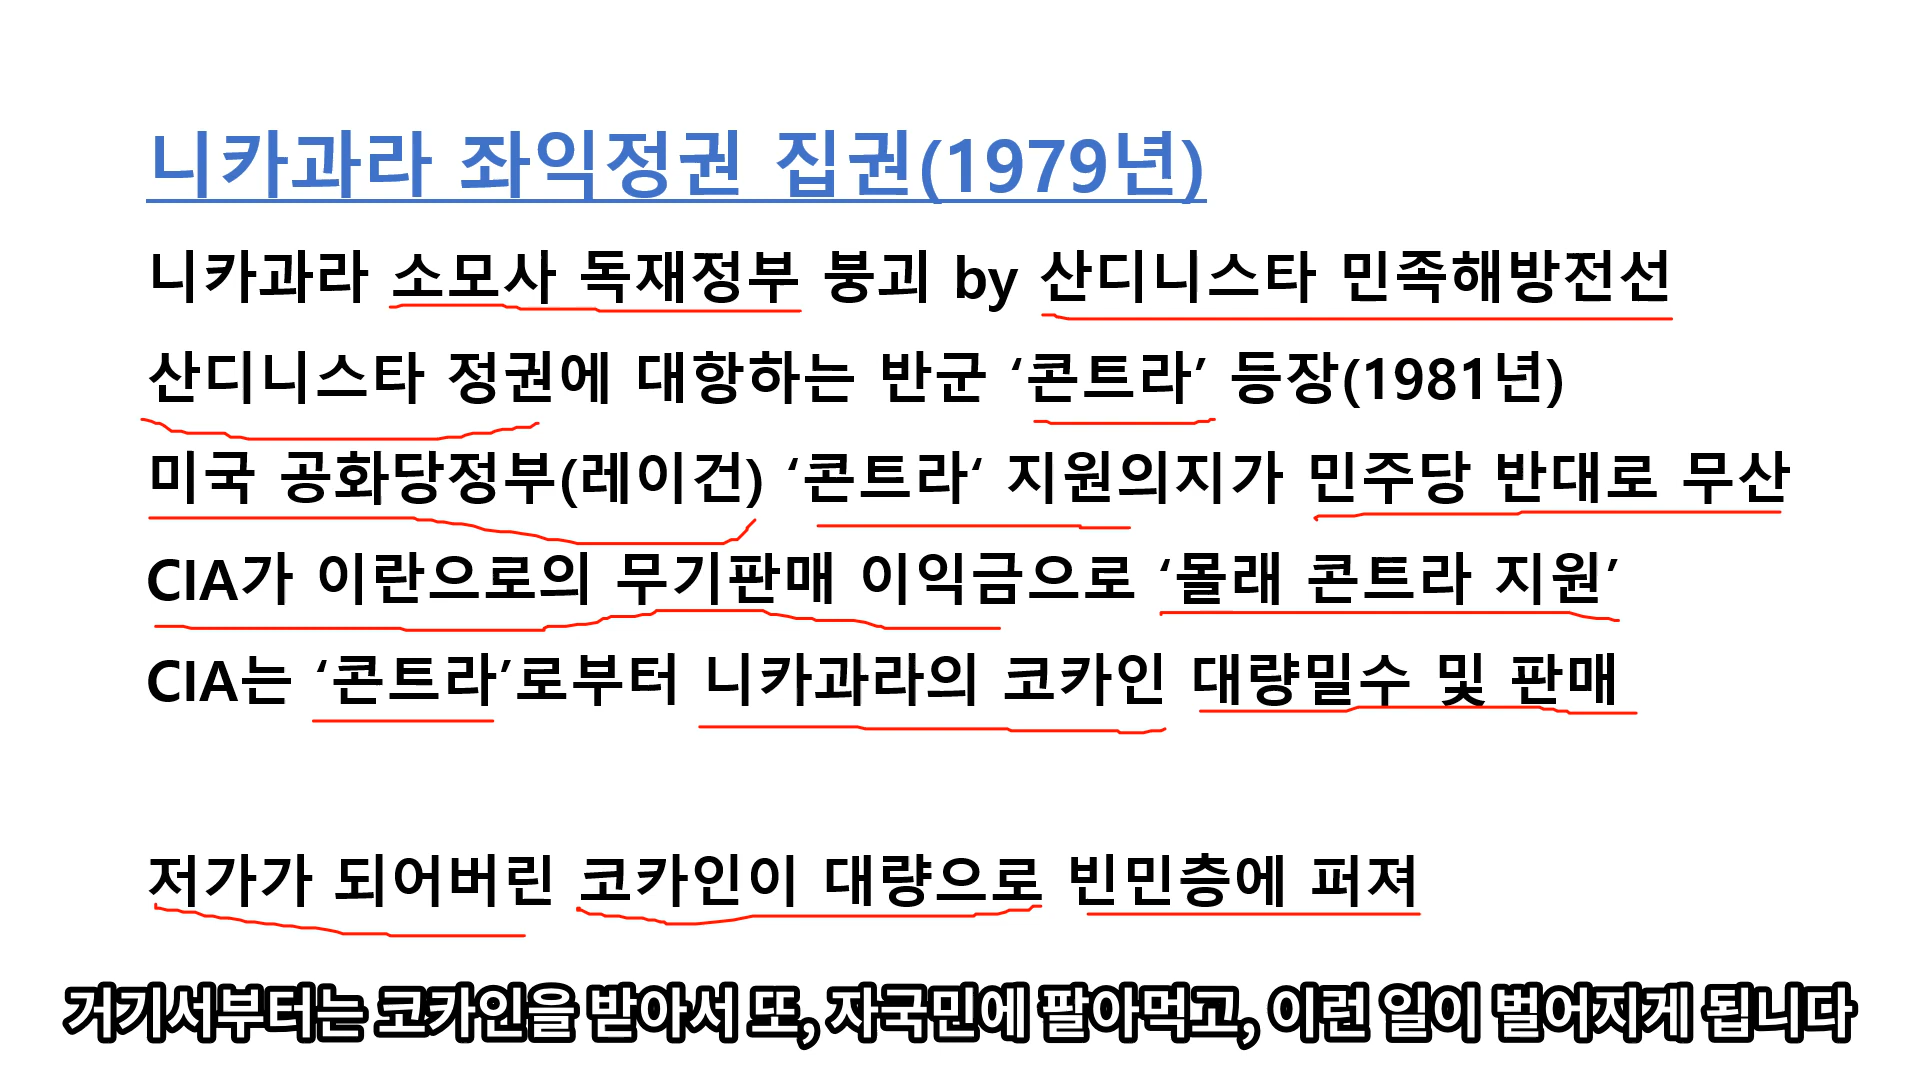 니카과라 좌익정권 집권(1979년)
니카과라 소모사 독재정부 붕괴 by 산디니스타 민족해방전선
산디니스타 정권에 대항하는 반군 ‘콘트라’ 등장(1981년)
미국 공화당정부(레이건) ‘콘트라‘ 지원의지가 민주당 반대로 무산
CIA가 이란으로의 무기판매 이익금으로 ‘몰래 콘트라 지원’
CIA는 ‘콘트라’로부터 니카과라의 코카인 대량밀수 및 판매
저가가 되어버린 코카인이 대량으로 빈민층에 퍼져
거기서부터는 코카인을 받아서 또, 자국민에 팔아먹고, 이런 일이 벌어지게 됩니다